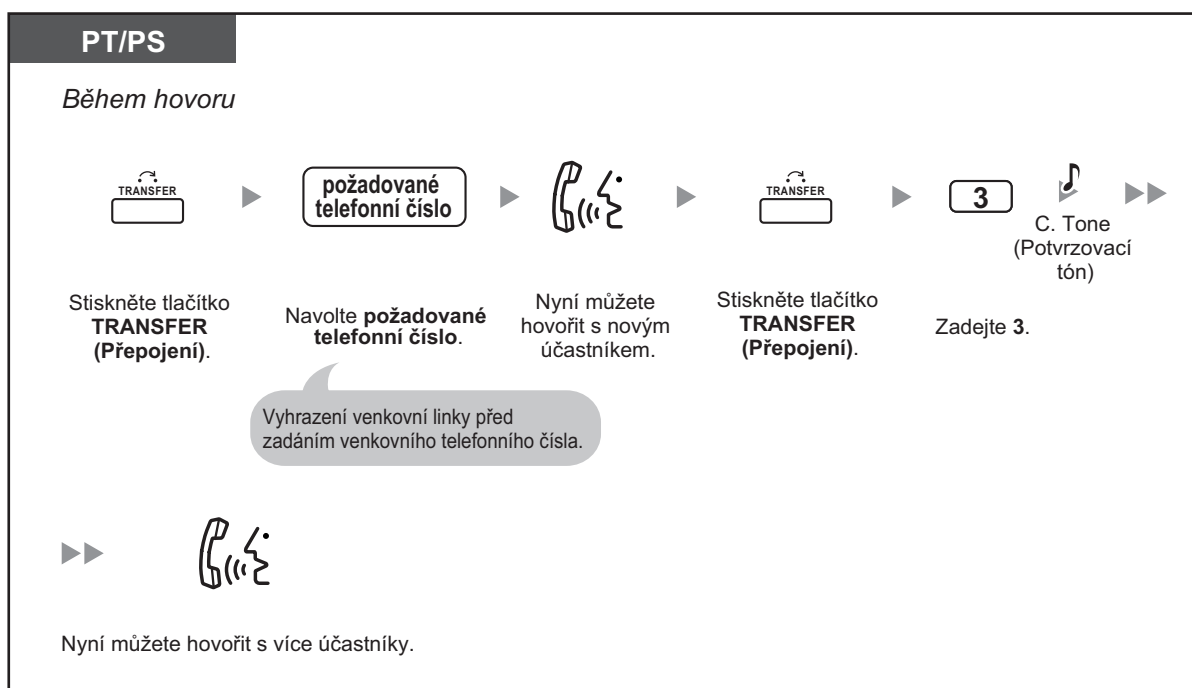 PT/PS
Během hovoru
TRANSFER
požadované
telefonní číslo
TRANSFER
3
C. Tone
(Potvrzovací
tón)
Stiskněte tlačítko
TRANSFER
(Přepojení).
Navolte požadované
telefonní číslo.
Nyní můžete
hovořit s novým
účastníkem.
Stiskněte tlačítko
TRANSFER
(Přepojení).
Zadejte 3.
Vyhrazení venkovní linky před
zadáním venkovního telefonního čísla.
Nyní můžete hovořit s více účastníky.